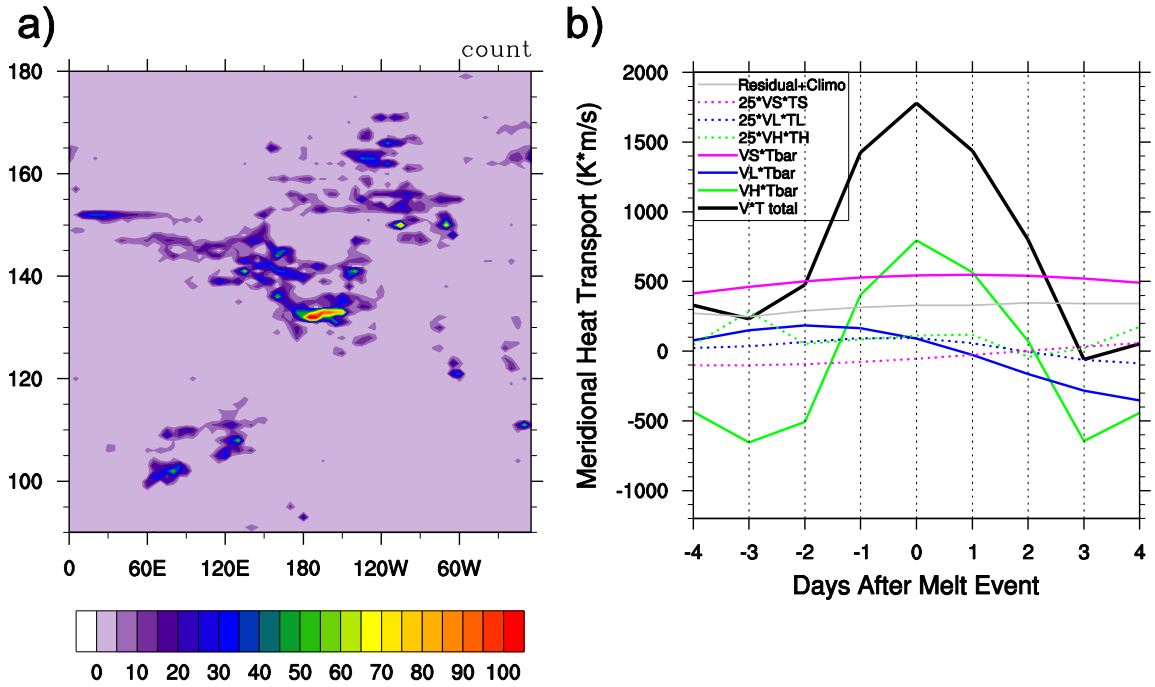 a)
count
180
160
140
120
100
0 60E 120E 180 120W 60W
0 10 20 30 40 50 60 70 80 90 100
b)
Meridional Heat Transport (K*m/s)
2000
1500
1000
500
0
-500
-1000
Residual+Climo
25*VS*TS
25*VL*TL
25*VH*TH
VS*Tbar
VL*Tbar
VH*Tbar
V*T total
-4 -3 -2 -1 0 1 2 3 4
Days After Melt Event